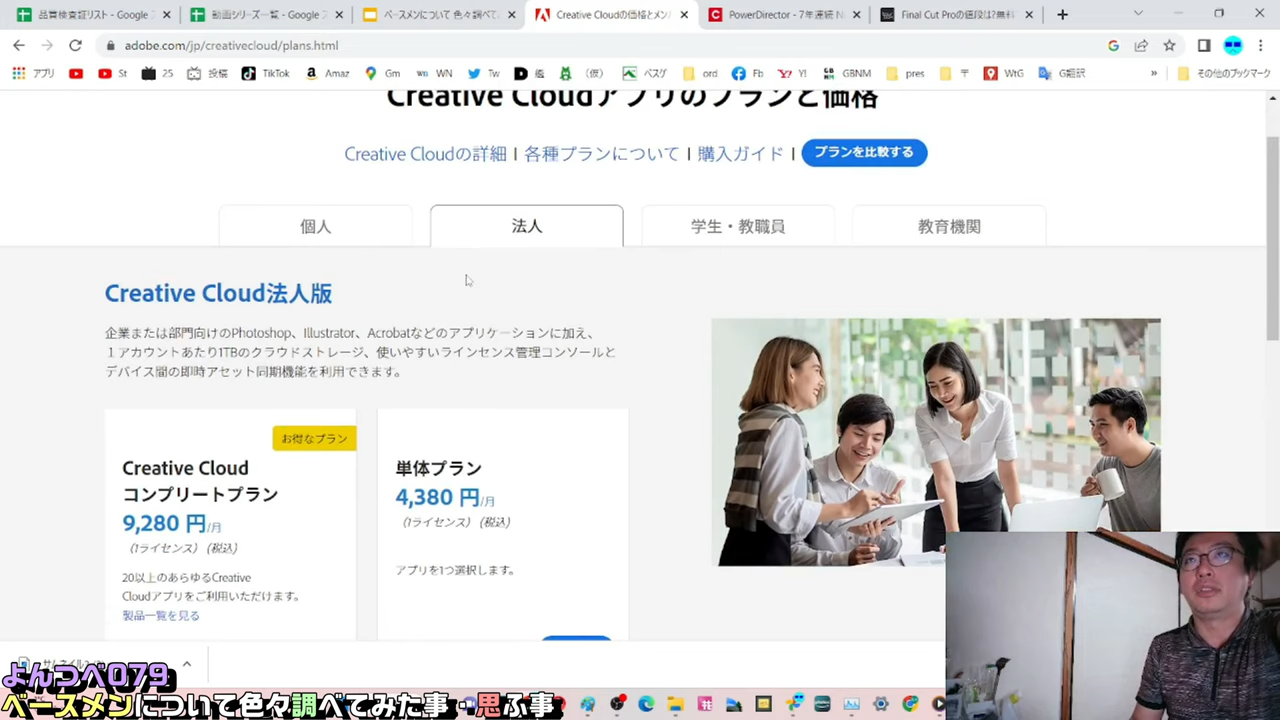 品質検査証リスト - Google ス
動画シリーズ一覧 - Google ス
ベースメンについて 色々調べて
Creative Cloudの価格とメン
PowerDirector - 7年連続 N
Final Cut Proの値段は?無料
adobe.com/jp/creativecloud/plans.html
アプリ
St
25
投稿
TikTok
Amaz
Gm
WN
Tw
艦
(仮)
ベスゲ
ord
Fb
Y!
GBNM
pres
〒
WtG
G翻訳
»
その他のブックマーク
Creative Cloudアプリのプランと価格
Creative Cloudの詳細 | 各種プランについて | 購入ガイド | プランを比較する
個人
法人
学生・教職員
教育機関
Creative Cloud法人版
企業または部門向けのPhotoshop、Illustrator、Acrobatなどのアプリケーションに加え、
１アカウントあたり1TBのクラウドストレージ、使いやすいラインセンス管理コンソールと
デバイス間の即時アセット同期機能を利用できます。
お得なプラン
Creative Cloud
コンプリートプラン
9,280 円/月
（1ライセンス）（税込）
20以上のあらゆるCreative
Cloudアプリをご利用いただけます。
製品一覧を見る
単体プラン
4,380 円/月
（1ライセンス）（税込）
アプリを1つ選択します。
よんつべ079
ベースメンについて色々調べてみた事・思ふ事